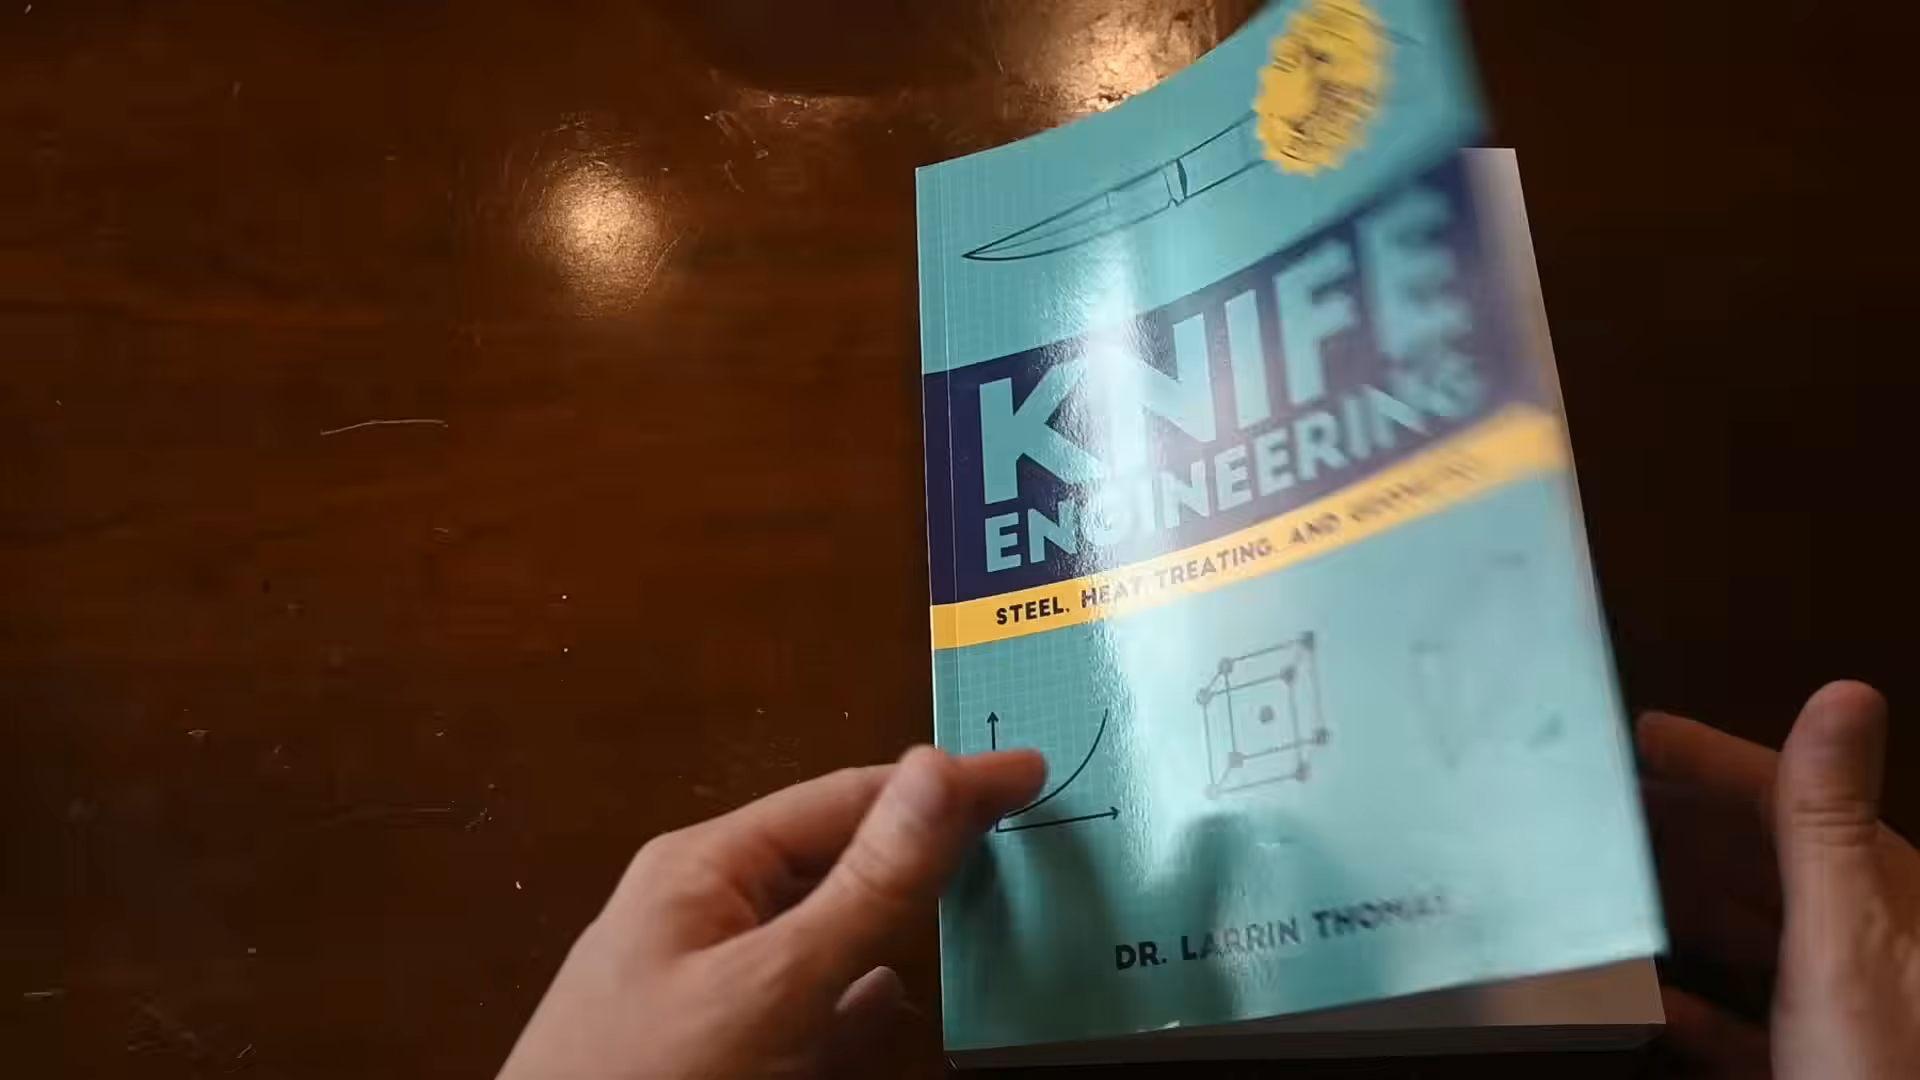 KNIFE
ENGINEERING
STEEL, HEAT TREATING, AND
DR. LARRIN THOMAS